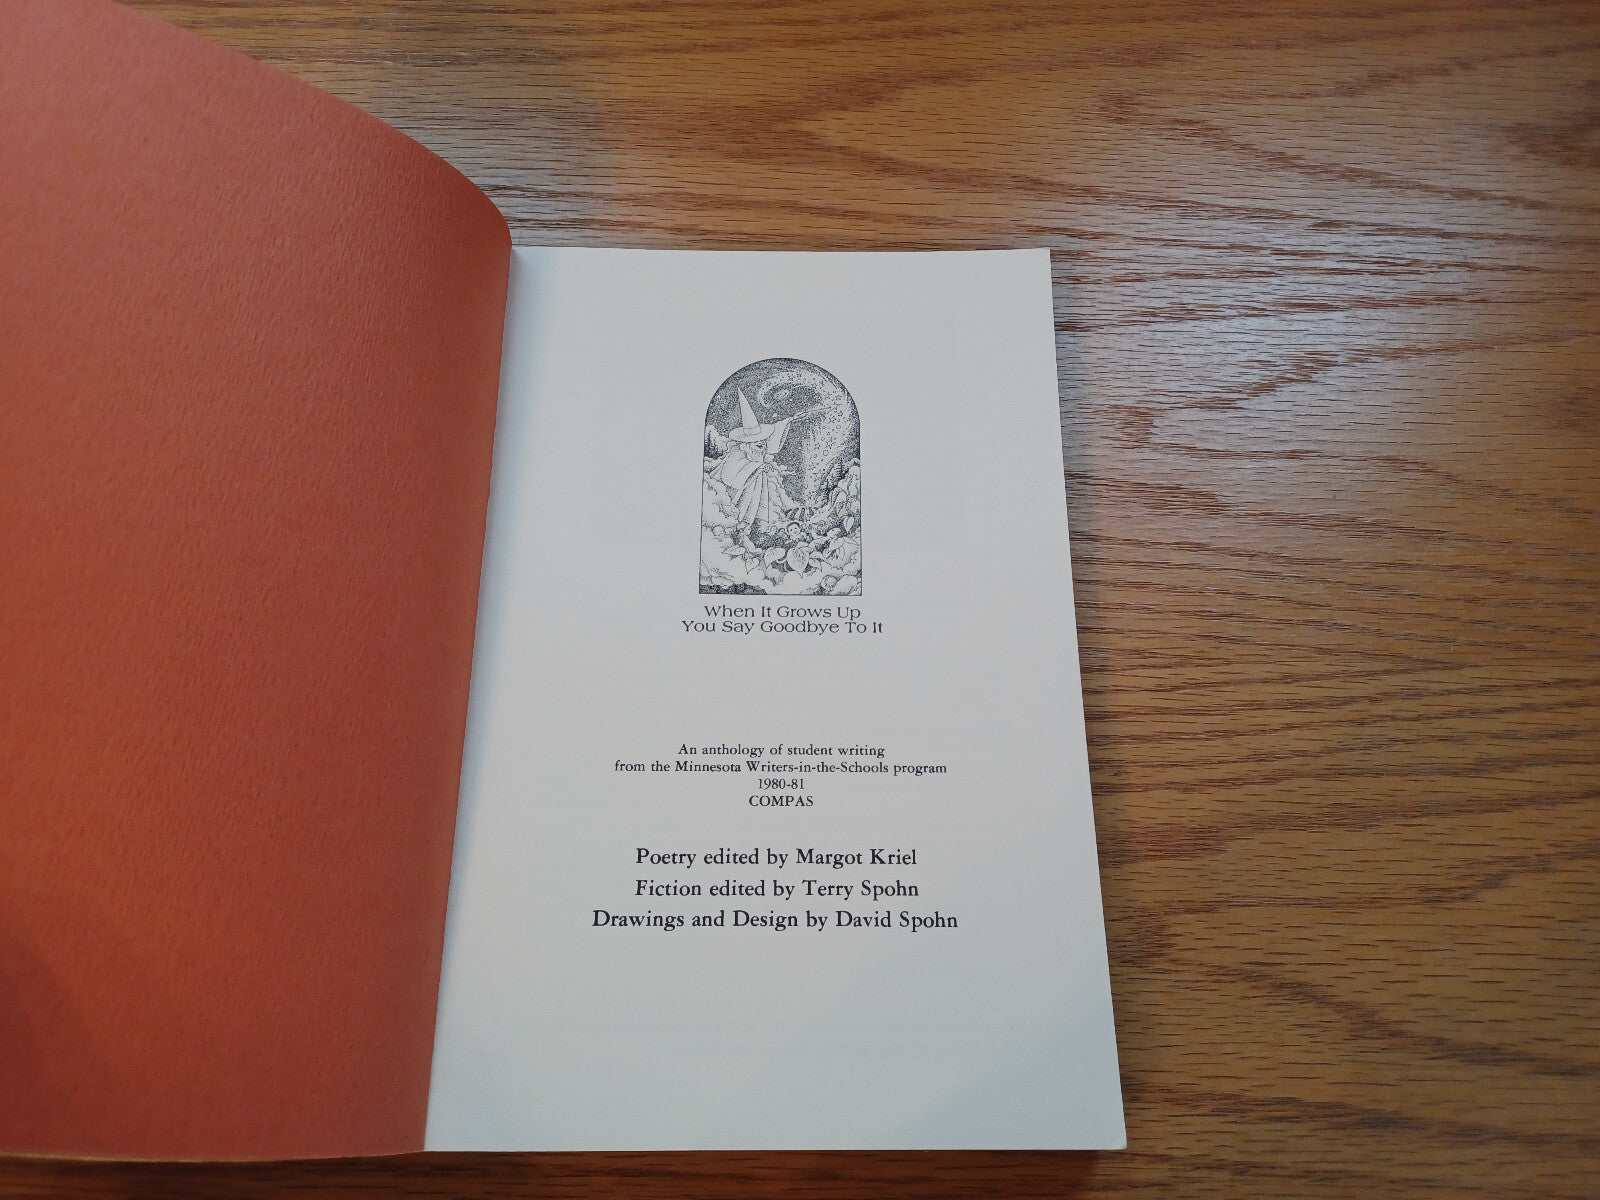 When It Grows Up
You Say Goodbye To It
An anthology of student writing
from the Minnesota Writers-in-the-Schools program
1980-81
COMPAS
Poetry edited by Margot Kriel
Fiction edited by Terry Spohn
Drawings and Design by David Spohn